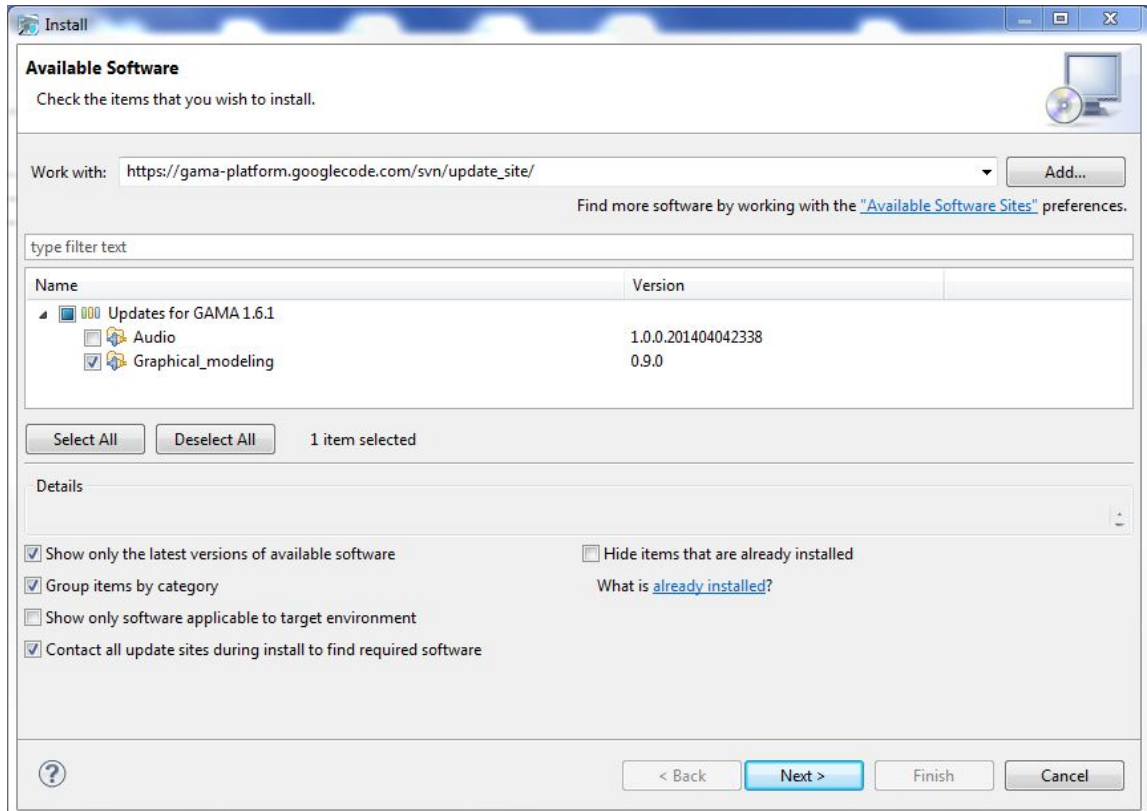 Install
Available Software
Check the items that you wish to install.
Work with: https://gama-platform.googlecode.com/svn/update_site/ Add...
Find more software by working with the "Available Software Sites" preferences.
type filter text
Name Version
Updates for GAMA 1.6.1
Audio 1.0.0.201404042338
Graphical_modeling 0.9.0
Select All Deselect All 1 item selected
Details
Show only the latest versions of available software Hide items that are already installed
Group items by category What is already installed?
Show only software applicable to target environment
Contact all update sites during install to find required software
? < Back Next > Finish Cancel